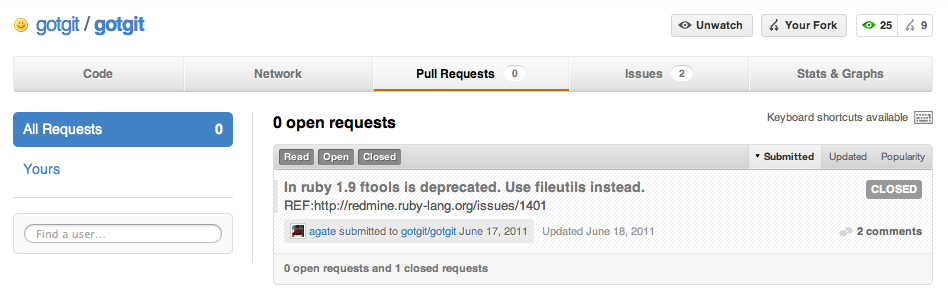 gotgit / gotgit
Unwatch Your Fork 25 9
Code Network Pull Requests 0 Issues 2 Stats & Graphs
All Requests 0
Yours
Find a user...
0 open requests
Keyboard shortcuts available
Read Open Closed
Submitted Updated Popularity
In ruby 1.9 ftools is deprecated. Use fileutils instead.
CLOSED
REF:http://redmine.ruby-lang.org/issues/1401
agate submitted to gotgit/gotgit June 17, 2011 Updated June 18, 2011
2 comments
0 open requests and 1 closed requests